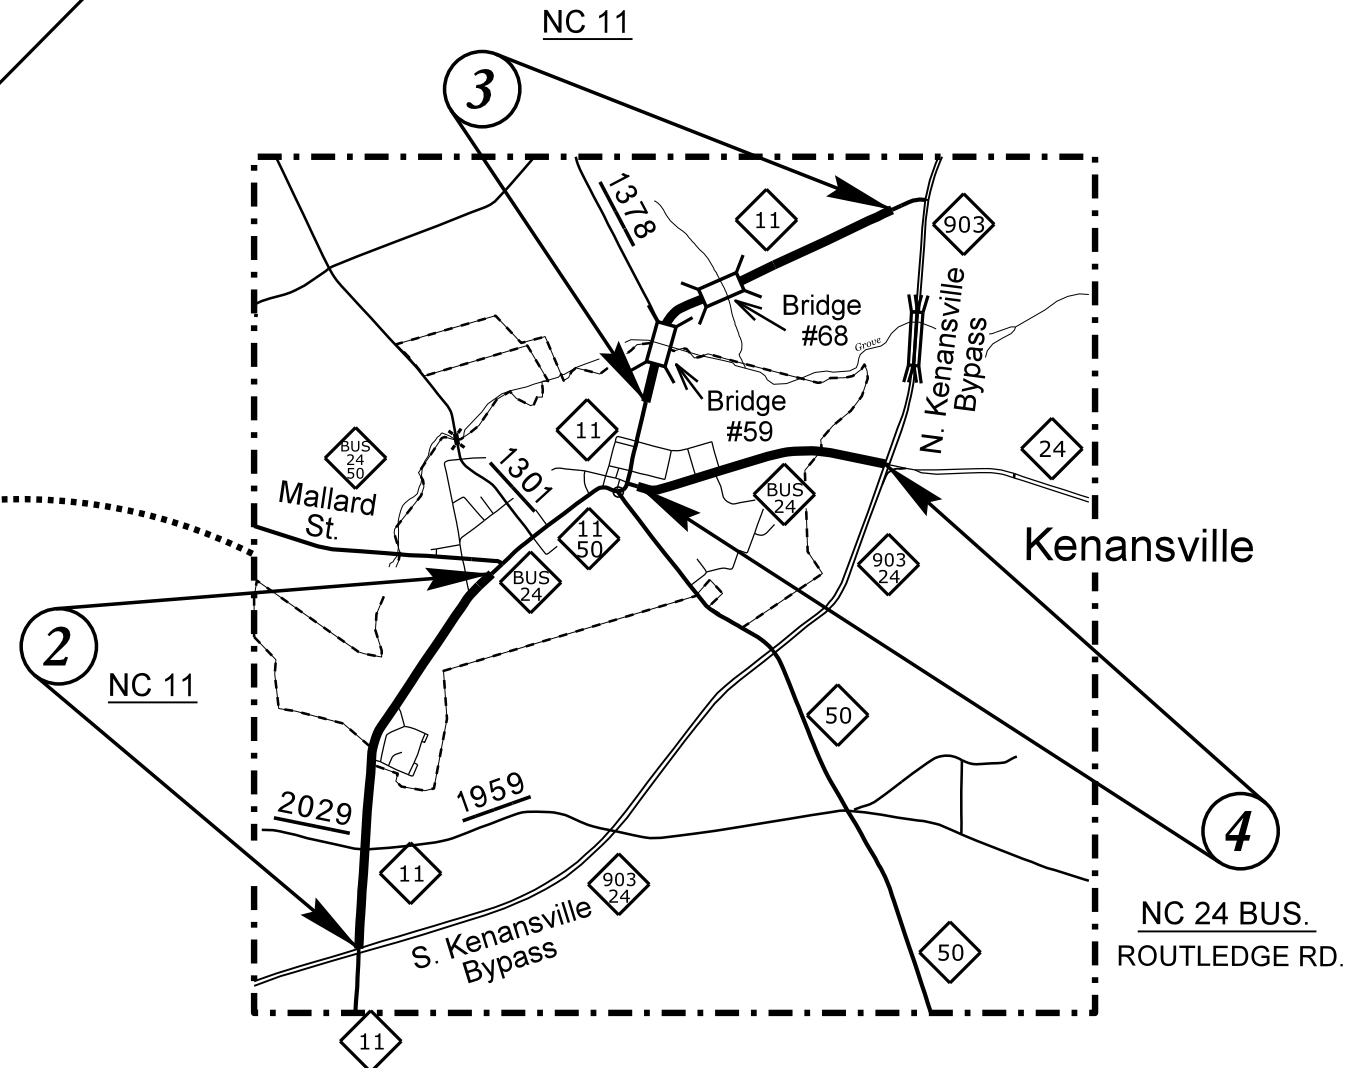 NC 11
3
1378
11
903
Bridge
#68
N. Kenansville
Bypass
Grove
Bridge
#59
11
24
BUS
24
50
1301
Mallard
St.
BUS
24
11
50
Kenansville
903
24
BUS
24
2
NC 11
50
2029
1959
4
11
903
24
NC 24 BUS.
ROUTLEDGE RD.
S. Kenansville
Bypass
50
11